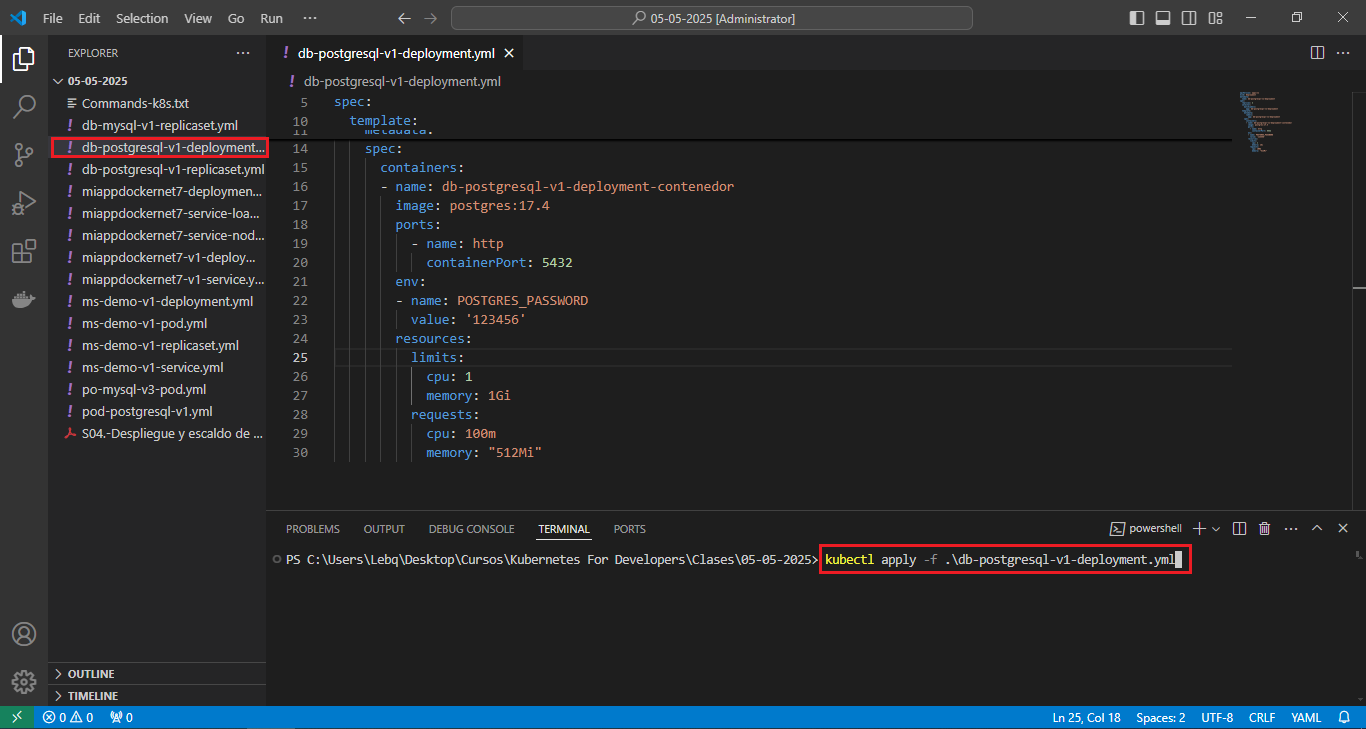 File Edit Selection View Go Run ···
05-05-2025 [Administrator]
EXPLORER ···
05-05-2025
Commands-k8s.txt
! db-mysql-v1-replicaset.yml
! db-postgresql-v1-deployment...
! db-postgresql-v1-replicaset.yml
! miappdockernet7-deploymen...
! miappdockernet7-service-loa...
! miappdockernet7-service-nod...
! miappdockernet7-v1-deploy...
! miappdockernet7-v1-service.y...
! ms-demo-v1-deployment.yml
! ms-demo-v1-pod.yml
! ms-demo-v1-replicaset.yml
! ms-demo-v1-service.yml
! po-mysql-v3-pod.yml
! pod-postgresql-v1.yml
S04.-Despliegue y escaldo de ...
OUTLINE
TIMELINE
! db-postgresql-v1-deployment.yml
! db-postgresql-v1-deployment.yml
5 spec:
10 template:
11 metadata:
14 spec:
15 containers:
16 - name: db-postgresql-v1-deployment-contenedor
17 image: postgres:17.4
18 ports:
19 - name: http
20 containerPort: 5432
21 env:
22 - name: POSTGRES_PASSWORD
23 value: '123456'
24 resources:
25 limits:
26 cpu: 1
27 memory: 1Gi
28 requests:
29 cpu: 100m
30 memory: "512Mi"
PROBLEMS OUTPUT DEBUG CONSOLE TERMINAL PORTS
powershell
PS C:\Users\Lebq\Desktop\Cursos\Kubernetes For Developers\Clases\05-05-2025> kubectl apply -f .\db-postgresql-v1-deployment.yml
0 0 0
Ln 25, Col 18 Spaces: 2 UTF-8 CRLF YAML